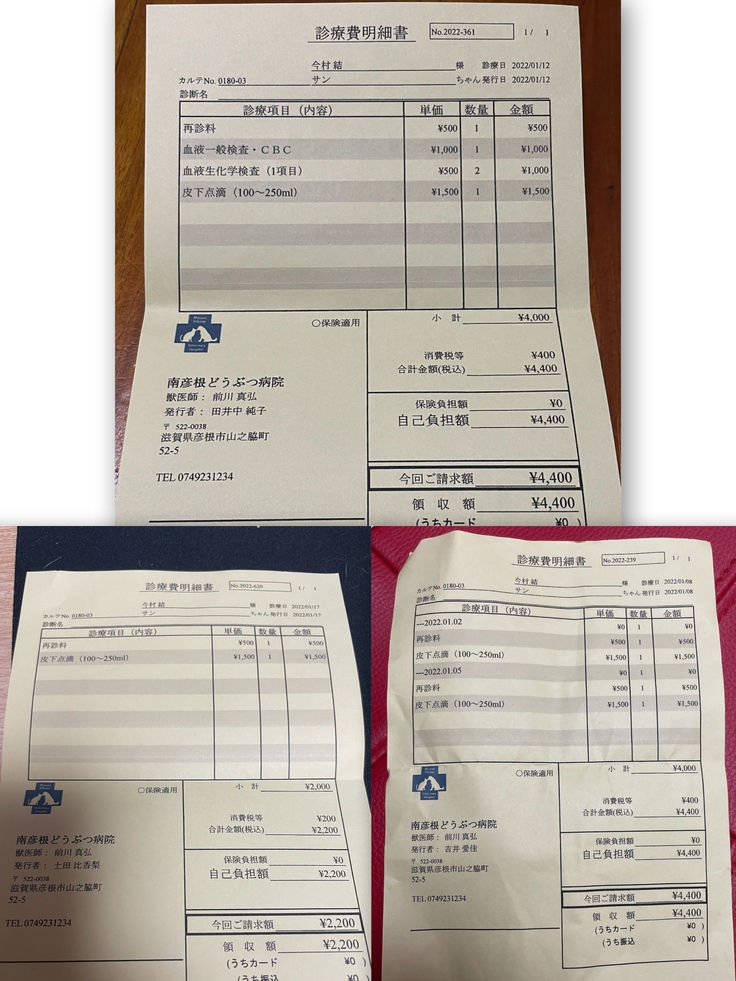 診療費明細書 No.2022-361 1/ 1
今村 結 様 診療日 2022/01/12
カルテNo. 0180-03 サン ちゃん 発行日 2022/01/12
診断名
診療項目（内容） 単価 数量 金額
再診料 ¥500 1 ¥500
血液一般検査・ＣＢＣ ¥1,000 1 ¥1,000
血液生化学検査（1項目） ¥500 2 ¥1,000
皮下点滴（100～250ml） ¥1,500 1 ¥1,500
〇保険適用
小 計 ¥4,000
消費税等 ¥400
合計金額(税込) ¥4,400
保険負担額 ¥0
自己負担額 ¥4,400
今回ご請求額 ¥4,400
領 収 額 ¥4,400
(うちカード ¥0 )
南彦根どうぶつ病院
獣医師： 前川 真弘
発行者： 田井中 純子
〒 522-0038
滋賀県彦根市山之脇町
52-5
TEL 0749231234
診療費明細書 No.2022-620 1/ 1
今村 結 様 診療日 2022/01/17
カルテNo. 0180-03 サン ちゃん 発行日 2022/01/17
診断名
診療項目（内容） 単価 数量 金額
再診料 ¥500 1 ¥500
皮下点滴（100～250ml） ¥1,500 1 ¥1,500
〇保険適用
小 計 ¥2,000
消費税等 ¥200
合計金額(税込) ¥2,200
保険負担額 ¥0
自己負担額 ¥2,200
今回ご請求額 ¥2,200
領 収 額 ¥2,200
(うちカード ¥0 )
(うち振込 ¥0 )
南彦根どうぶつ病院
獣医師： 前川 真弘
発行者： 土田 比香梨
〒 522-0038
滋賀県彦根市山之脇町
52-5
TEL 0749231234
診療費明細書 No.2022-239 1/ 1
今村 結 様 診療日 2022/01/08
カルテNo. 0180-03 サン ちゃん 発行日 2022/01/08
診断名
診療項目（内容） 単価 数量 金額
---2022.01.02 ¥0 1 ¥0
再診料 ¥500 1 ¥500
皮下点滴（100～250ml） ¥1,500 1 ¥1,500
---2022.01.05 ¥0 1 ¥0
再診料 ¥500 1 ¥500
皮下点滴（100～250ml） ¥1,500 1 ¥1,500
〇保険適用
小 計 ¥4,000
消費税等 ¥400
合計金額(税込) ¥4,400
保険負担額 ¥0
自己負担額 ¥4,400
今回ご請求額 ¥4,400
領 収 額 ¥4,400
(うちカード ¥0 )
(うち振込 ¥0 )
南彦根どうぶつ病院
獣医師： 前川 真弘
発行者： 吉井 愛佳
〒 522-0038
滋賀県彦根市山之脇町
52-5
TEL 0749231234